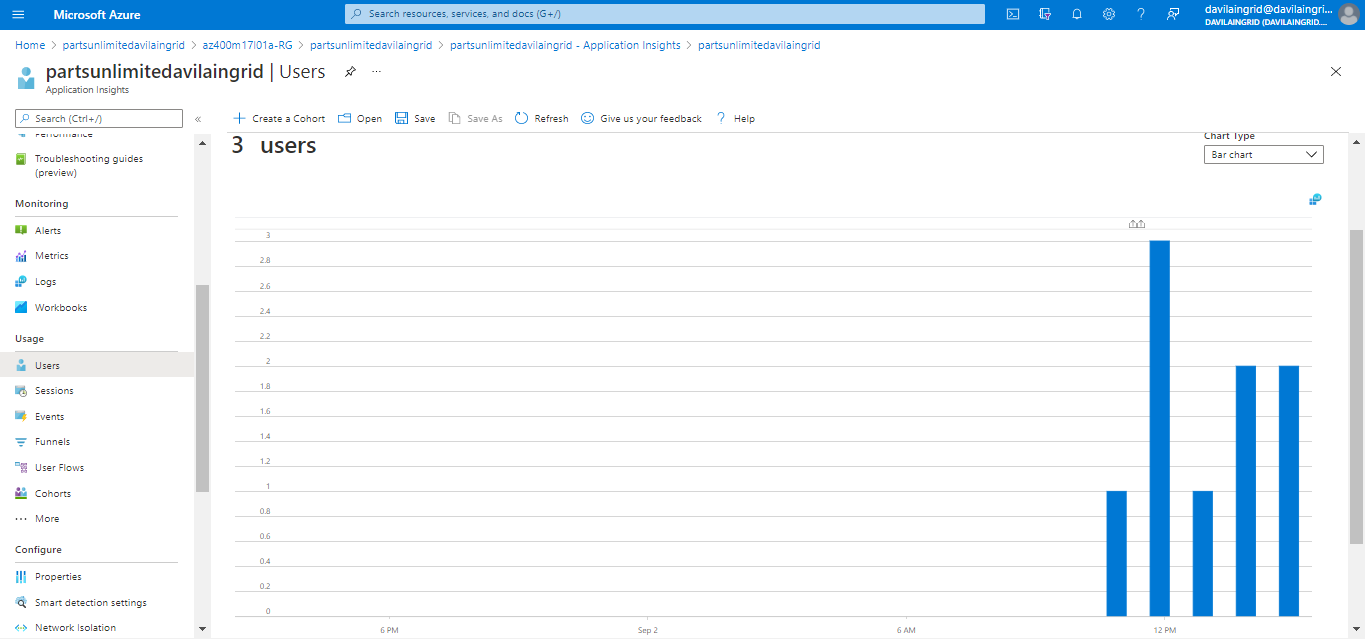 Microsoft Azure
Search resources, services, and docs (G+/)
davilaingrid@davilaingri...
DAVILAINGRID (DAVILAINGRID....
Home > partsunlimiteddavilaingrid > az400m17l01a-RG > partsunlimitedavilaingrid > partsunlimitedavilaingrid - Application Insights > partsunlimitedavilaingrid
partsunlimitedavilaingrid | Users
Application Insights
Search (Ctrl+/)
«
Create a Cohort
Open
Save
Save As
Refresh
Give us your feedback
Help
Performance
Troubleshooting guides
(preview)
Monitoring
Alerts
Metrics
Logs
Workbooks
Usage
Users
Sessions
Events
Funnels
User Flows
Cohorts
More
Configure
Properties
Smart detection settings
Network Isolation
3 users
Chart Type
Bar chart
3
2.8
2.6
2.4
2.2
2
1.8
1.6
1.4
1.2
1
0.8
0.6
0.4
0.2
0
6 PM
Sep 2
6 AM
12 PM